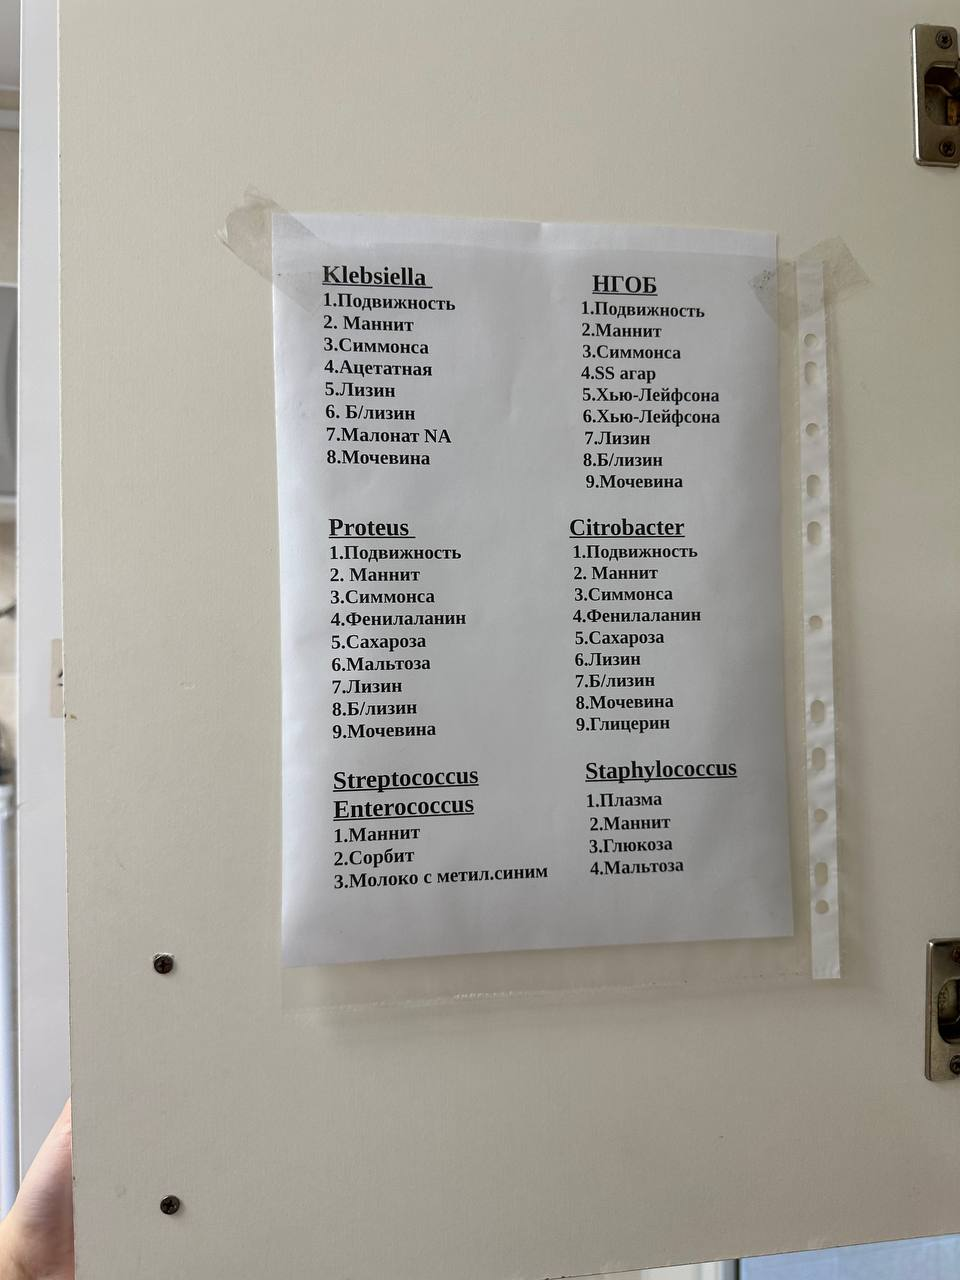 Klebsiella
1.Подвижность
2. Маннит
3.Симмонса
4.Ацетатная
5.Лизин
6. Б/лизин
7.Малонат NA
8.Мочевина
НГОБ
1.Подвижность
2.Маннит
3.Симмонса
4.SS агар
5.Хью-Лейфсона
6.Хью-Лейфсона
7.Лизин
8.Б/лизин
9.Мочевина
Proteus
1.Подвижность
2. Маннит
3.Симмонса
4.Фенилаланин
5.Сахароза
6.Мальтоза
7.Лизин
8.Б/лизин
9.Мочевина
Citrobacter
1.Подвижность
2. Маннит
3.Симмонса
4.Фенилаланин
5.Сахароза
6.Лизин
7.Б/лизин
8.Мочевина
9.Глицерин
Streptococcus
Enterococcus
1.Маннит
2.Сорбит
3.Молоко с метил.синим
Staphylococcus
1.Плазма
2.Маннит
3.Глюкоза
4.Мальтоза